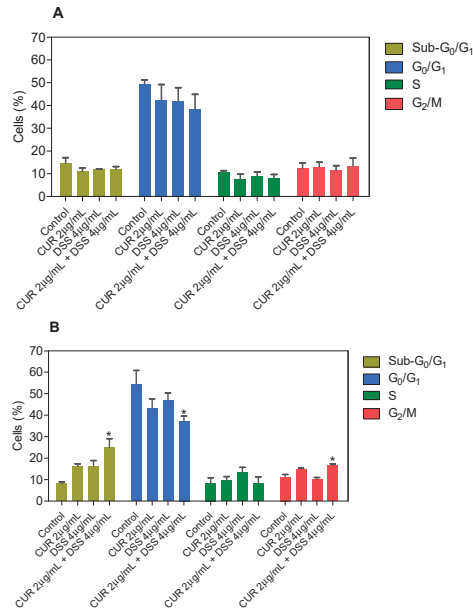 A
Cells (%)
70
60
50
40
30
20
10
0
Control
CUR 2µg/mL
DSS 4µg/mL
CUR 2µg/mL + DSS 4µg/mL
Control
CUR 2µg/mL
DSS 4µg/mL
CUR 2µg/mL + DSS 4µg/mL
Control
CUR 2µg/mL
DSS 4µg/mL
CUR 2µg/mL + DSS 4µg/mL
Control
CUR 2µg/mL
DSS 4µg/mL
CUR 2µg/mL + DSS 4µg/mL
Sub-G₀/G₁
G₀/G₁
S
G₂/M
B
Cells (%)
70
60
50
40
30
20
10
0
*
*
*
Control
CUR 2µg/mL
DSS 4µg/mL
CUR 2µg/mL + DSS 4µg/mL
Control
CUR 2µg/mL
DSS 4µg/mL
CUR 2µg/mL + DSS 4µg/mL
Control
CUR 2µg/mL
DSS 4µg/mL
CUR 2µg/mL + DSS 4µg/mL
Control
CUR 2µg/mL
DSS 4µg/mL
CUR 2µg/mL + DSS 4µg/mL
Sub-G₀/G₁
G₀/G₁
S
G₂/M